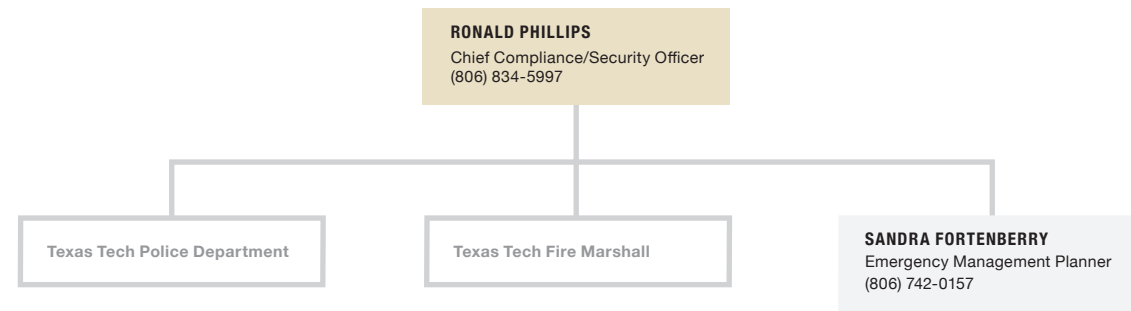 RONALD PHILLIPS
Chief Compliance/Security Officer
(806) 834-5997
Texas Tech Police Department
Texas Tech Fire Marshall
SANDRA FORTENBERRY
Emergency Management Planner
(806) 742-0157